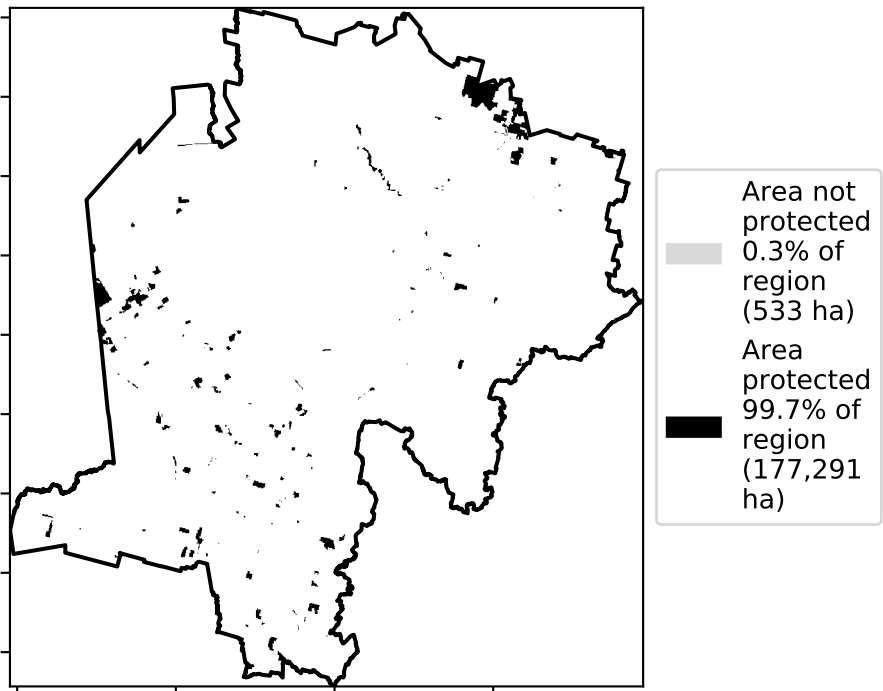 Area not
protected
0.3% of
region
(533 ha)
Area
protected
99.7% of
region
(177,291
ha)